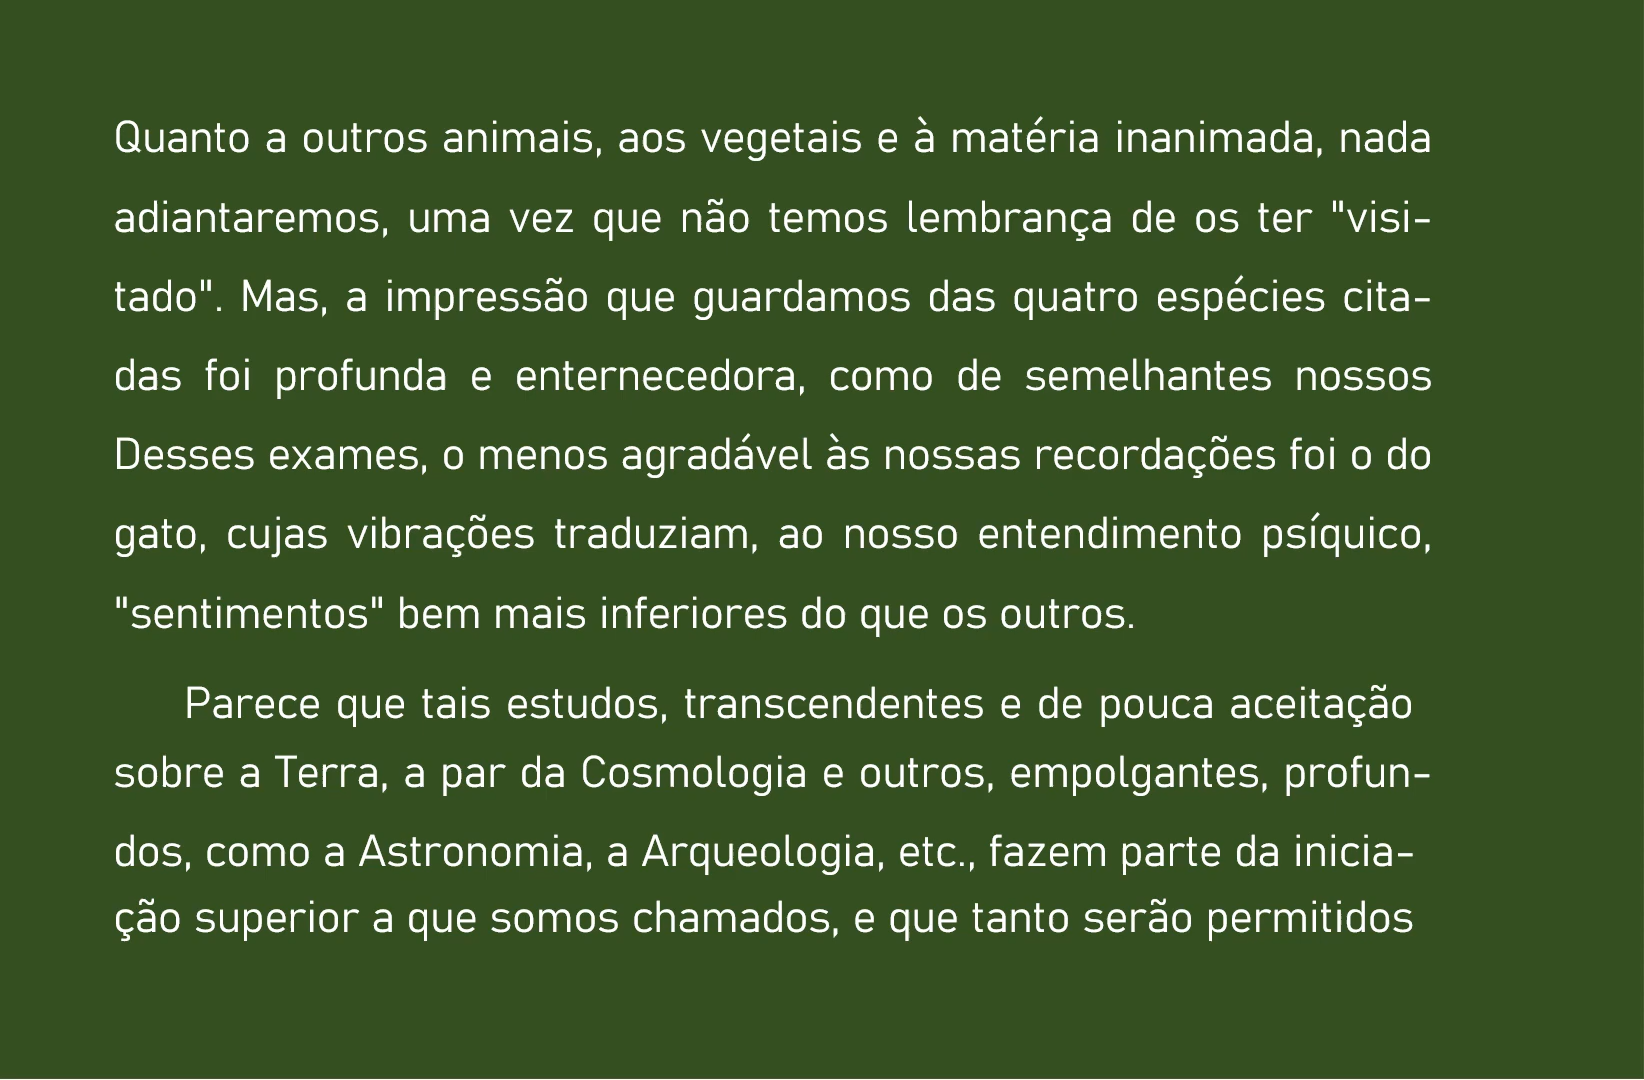 Quanto a outros animais, aos vegetais e à matéria inanimada, nada
adiantaremos, uma vez que não temos lembrança de os ter "visi-
tado". Mas, a impressão que guardamos das quatro espécies cita-
das foi profunda e enternecedora, como de semelhantes nossos
Desses exames, o menos agradável às nossas recordações foi o do
gato, cujas vibrações traduziam, ao nosso entendimento psíquico,
"sentimentos" bem mais inferiores do que os outros.
Parece que tais estudos, transcendentes e de pouca aceitação
sobre a Terra, a par da Cosmologia e outros, empolgantes, profun-
dos, como a Astronomia, a Arqueologia, etc., fazem parte da inicia-
ção superior a que somos chamados, e que tanto serão permitidos